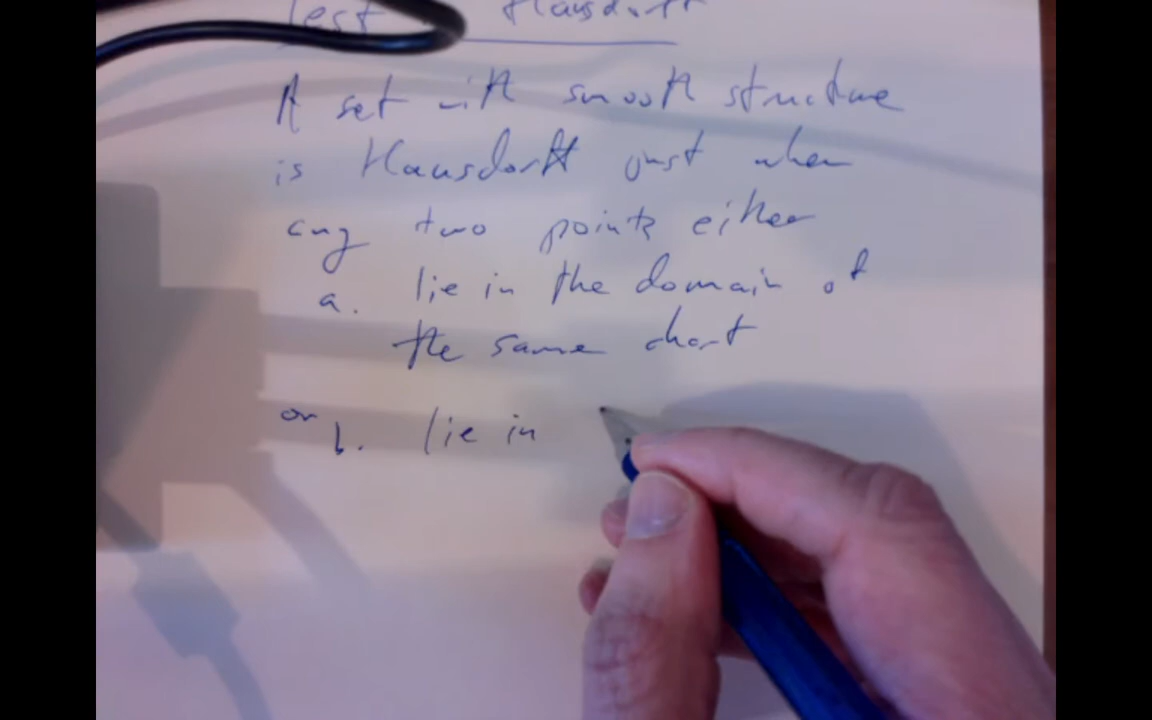 Test Hausdorff
A set with smooth structure
is Hausdorff just when
any two points either
a. lie in the domain of
the same chart
or b. lie in